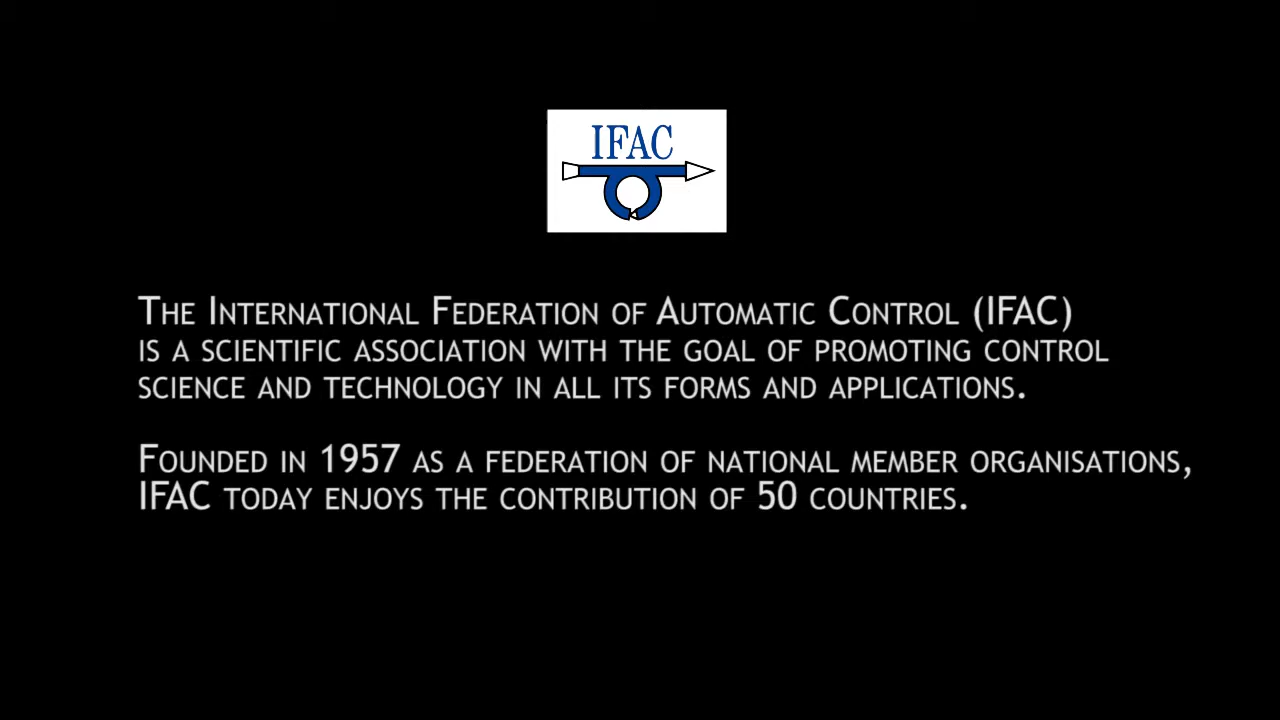 IFAC
The International Federation of Automatic Control (IFAC)
is a scientific association with the goal of promoting control
science and technology in all its forms and applications.
Founded in 1957 as a federation of national member organisations,
IFAC today enjoys the contribution of 50 countries.